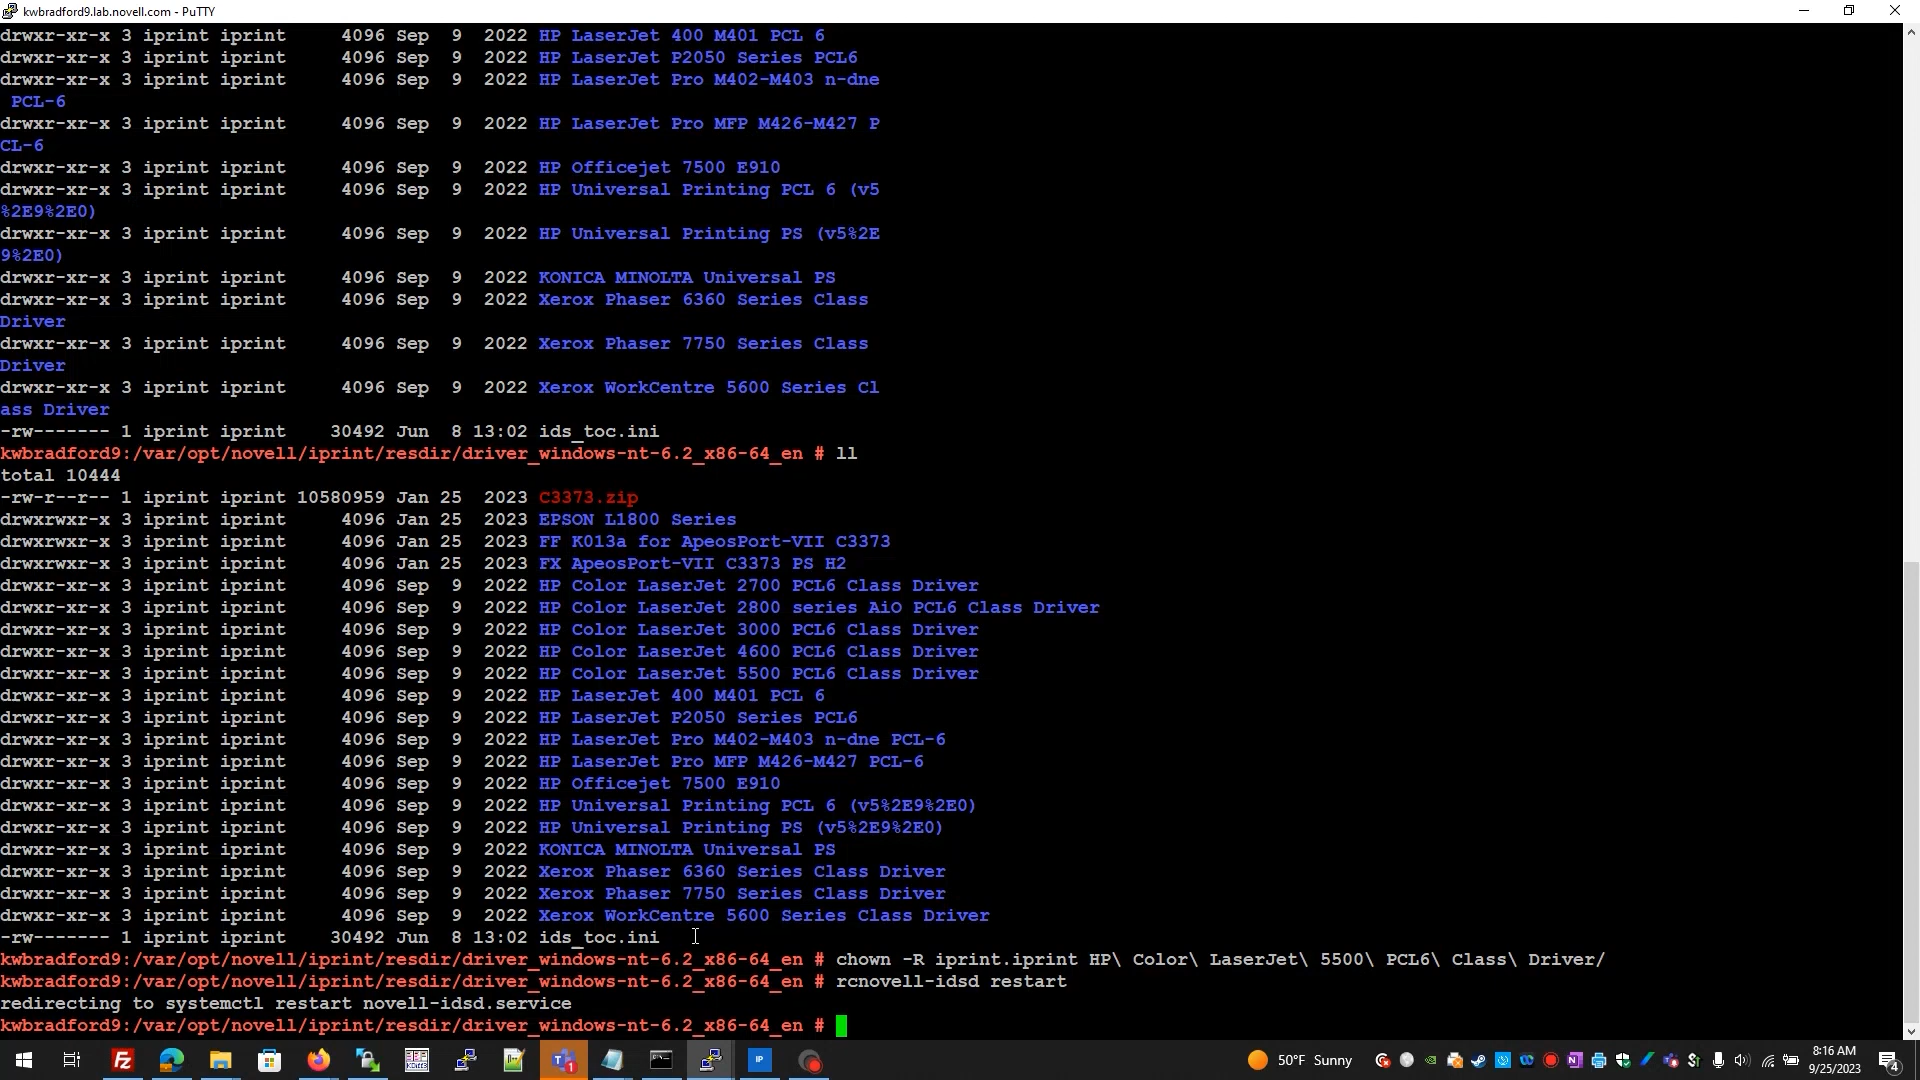 kwbradford9.lab.novell.com - PuTTY
drwxr-xr-x 3 iprint iprint     4096 Sep  9  2022 HP LaserJet 400 M401 PCL 6
drwxr-xr-x 3 iprint iprint     4096 Sep  9  2022 HP LaserJet P2050 Series PCL6
drwxr-xr-x 3 iprint iprint     4096 Sep  9  2022 HP LaserJet Pro M402-M403 n-dne
 PCL-6
drwxr-xr-x 3 iprint iprint     4096 Sep  9  2022 HP LaserJet Pro MFP M426-M427 P
CL-6
drwxr-xr-x 3 iprint iprint     4096 Sep  9  2022 HP Officejet 7500 E910
drwxr-xr-x 3 iprint iprint     4096 Sep  9  2022 HP Universal Printing PCL 6 (v5
%2E9%2E0)
drwxr-xr-x 3 iprint iprint     4096 Sep  9  2022 HP Universal Printing PS (v5%2E
9%2E0)
drwxr-xr-x 3 iprint iprint     4096 Sep  9  2022 KONICA MINOLTA Universal PS
drwxr-xr-x 3 iprint iprint     4096 Sep  9  2022 Xerox Phaser 6360 Series Class
Driver
drwxr-xr-x 3 iprint iprint     4096 Sep  9  2022 Xerox Phaser 7750 Series Class
Driver
drwxr-xr-x 3 iprint iprint     4096 Sep  9  2022 Xerox WorkCentre 5600 Series Cl
ass Driver
-rw------- 1 iprint iprint    30492 Jun  8 13:02 ids_toc.ini
kwbradford9:/var/opt/novell/iprint/resdir/driver_windows-nt-6.2_x86-64_en # ll
total 10444
-rw-r--r-- 1 iprint iprint 10580959 Jan 25  2023 C3373.zip
drwxrwxr-x 3 iprint iprint     4096 Jan 25  2023 EPSON L1800 Series
drwxrwxr-x 3 iprint iprint     4096 Jan 25  2023 FF K013a for ApeosPort-VII C3373
drwxrwxr-x 3 iprint iprint     4096 Jan 25  2023 FX ApeosPort-VII C3373 PS H2
drwxr-xr-x 3 iprint iprint     4096 Sep  9  2022 HP Color LaserJet 2700 PCL6 Class Driver
drwxr-xr-x 3 iprint iprint     4096 Sep  9  2022 HP Color LaserJet 2800 series AiO PCL6 Class Driver
drwxr-xr-x 3 iprint iprint     4096 Sep  9  2022 HP Color LaserJet 3000 PCL6 Class Driver
drwxr-xr-x 3 iprint iprint     4096 Sep  9  2022 HP Color LaserJet 4600 PCL6 Class Driver
drwxr-xr-x 3 iprint iprint     4096 Sep  9  2022 HP Color LaserJet 5500 PCL6 Class Driver
drwxr-xr-x 3 iprint iprint     4096 Sep  9  2022 HP LaserJet 400 M401 PCL 6
drwxr-xr-x 3 iprint iprint     4096 Sep  9  2022 HP LaserJet P2050 Series PCL6
drwxr-xr-x 3 iprint iprint     4096 Sep  9  2022 HP LaserJet Pro M402-M403 n-dne PCL-6
drwxr-xr-x 3 iprint iprint     4096 Sep  9  2022 HP LaserJet Pro MFP M426-M427 PCL-6
drwxr-xr-x 3 iprint iprint     4096 Sep  9  2022 HP Officejet 7500 E910
drwxr-xr-x 3 iprint iprint     4096 Sep  9  2022 HP Universal Printing PCL 6 (v5%2E9%2E0)
drwxr-xr-x 3 iprint iprint     4096 Sep  9  2022 HP Universal Printing PS (v5%2E9%2E0)
drwxr-xr-x 3 iprint iprint     4096 Sep  9  2022 KONICA MINOLTA Universal PS
drwxr-xr-x 3 iprint iprint     4096 Sep  9  2022 Xerox Phaser 6360 Series Class Driver
drwxr-xr-x 3 iprint iprint     4096 Sep  9  2022 Xerox Phaser 7750 Series Class Driver
drwxr-xr-x 3 iprint iprint     4096 Sep  9  2022 Xerox WorkCentre 5600 Series Class Driver
-rw------- 1 iprint iprint    30492 Jun  8 13:02 ids_toc.ini
kwbradford9:/var/opt/novell/iprint/resdir/driver_windows-nt-6.2_x86-64_en # chown -R iprint.iprint HP\ Color\ LaserJet\ 5500\ PCL6\ Class\ Driver/
kwbradford9:/var/opt/novell/iprint/resdir/driver_windows-nt-6.2_x86-64_en # rcnovell-idsd restart
redirecting to systemctl restart novell-idsd.service
kwbradford9:/var/opt/novell/iprint/resdir/driver_windows-nt-6.2_x86-64_en #
50°F Sunny
8:16 AM
9/25/2023